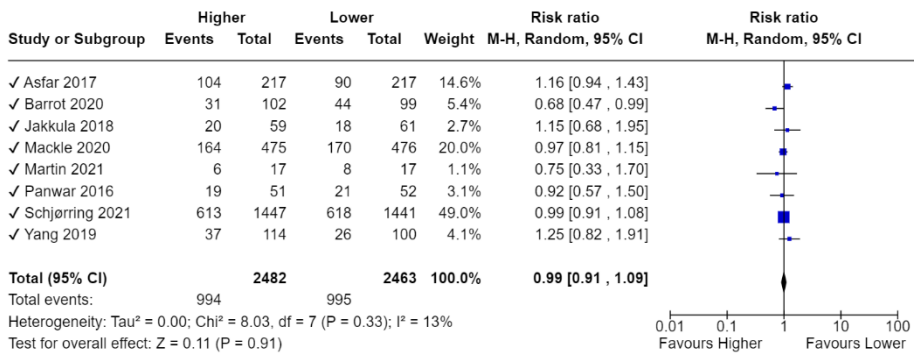 Higher Lower Risk ratio Risk ratio
Study or Subgroup Events Total Events Total Weight M-H, Random, 95% CI M-H, Random, 95% CI
✓ Asfar 2017 104 217 90 217 14.6% 1.16 [0.94 , 1.43]
✓ Barrot 2020 31 102 44 99 5.4% 0.68 [0.47 , 0.99]
✓ Jakkula 2018 20 59 18 61 2.7% 1.15 [0.68 , 1.95]
✓ Mackle 2020 164 475 170 476 20.0% 0.97 [0.81 , 1.15]
✓ Martin 2021 6 17 8 17 1.1% 0.75 [0.33 , 1.70]
✓ Panwar 2016 19 51 21 52 3.1% 0.92 [0.57 , 1.50]
✓ Schjørring 2021 613 1447 618 1441 49.0% 0.99 [0.91 , 1.08]
✓ Yang 2019 37 114 26 100 4.1% 1.25 [0.82 , 1.91]
Total (95% CI) 2482 2463 100.0% 0.99 [0.91 , 1.09]
Total events: 994 995
Heterogeneity: Tau² = 0.00; Chi² = 8.03, df = 7 (P = 0.33); I² = 13%
Test for overall effect: Z = 0.11 (P = 0.91)
0.01 0.1 1 10 100
Favours Higher Favours Lower